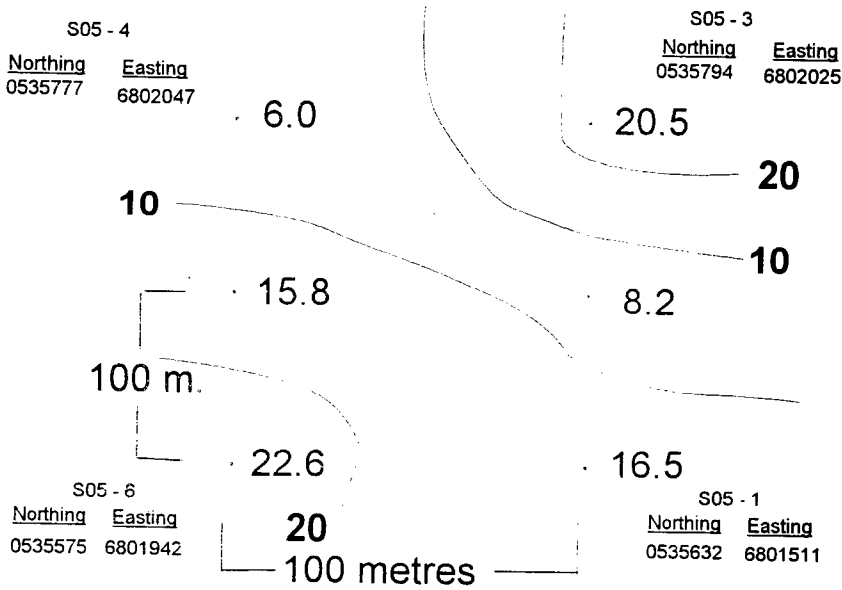 S05 - 4
Northing Easting
0535777 6802047
S05 - 3
Northing Easting
0535794 6802025
6.0
20.5
20
10
10
15.8
8.2
100 m.
22.6
16.5
S05 - 6
Northing Easting
0535575 6801942
20
100 metres
S05 - 1
Northing Easting
0535632 6801511